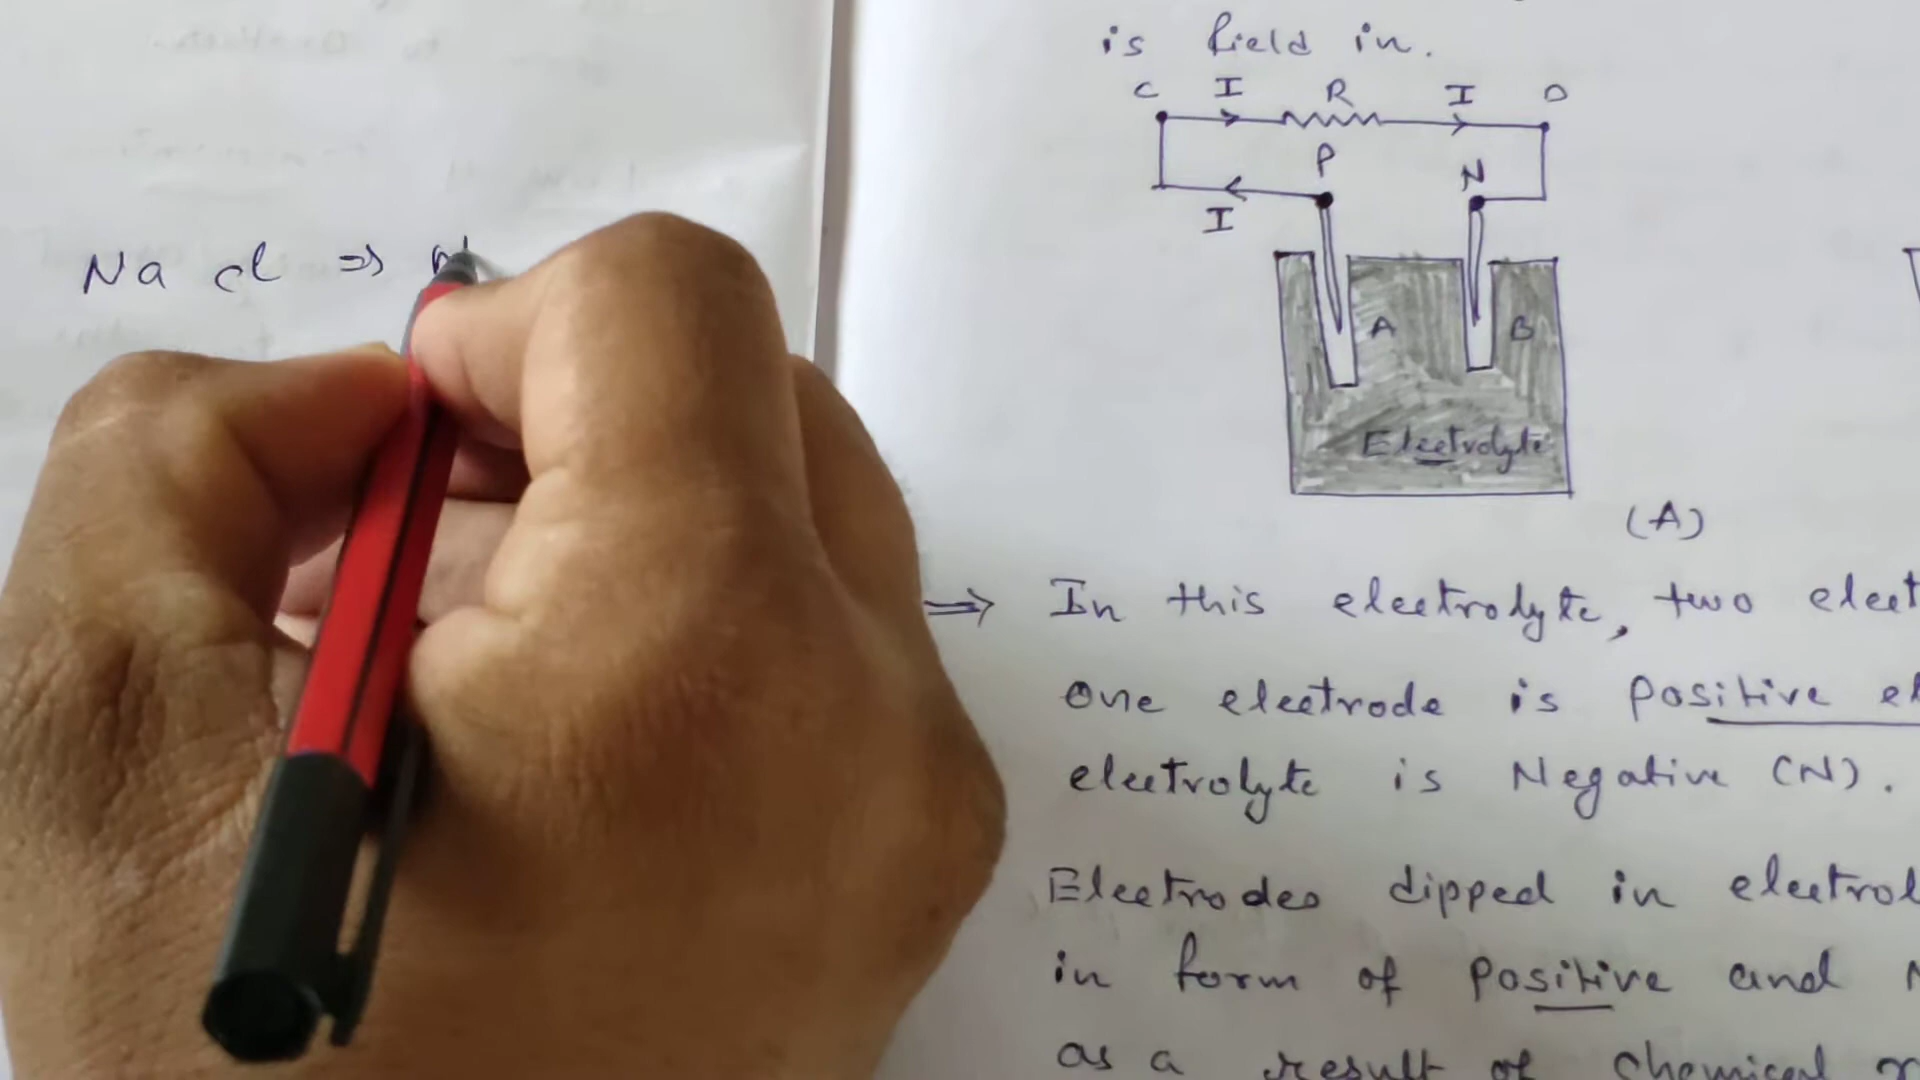 Na cl ⇒
is field in.
C I R I D
P N
I
A B
Electrolyte
(A)
⇒ In this electrolyte, two elect
One electrode is positive el
electrolyte is Negative (N).
Electrodes dipped in electrol
in form of positive and N
as a result of chemical